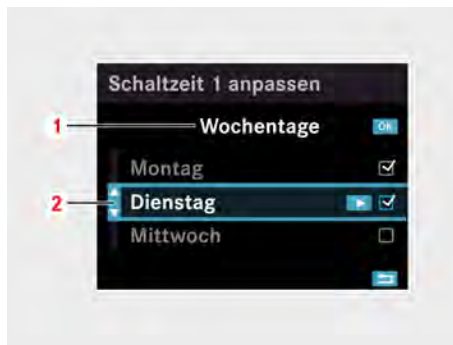 Schaltzeit 1 anpassen
1 Wochentage OK
Montag
2 Dienstag
Mittwoch